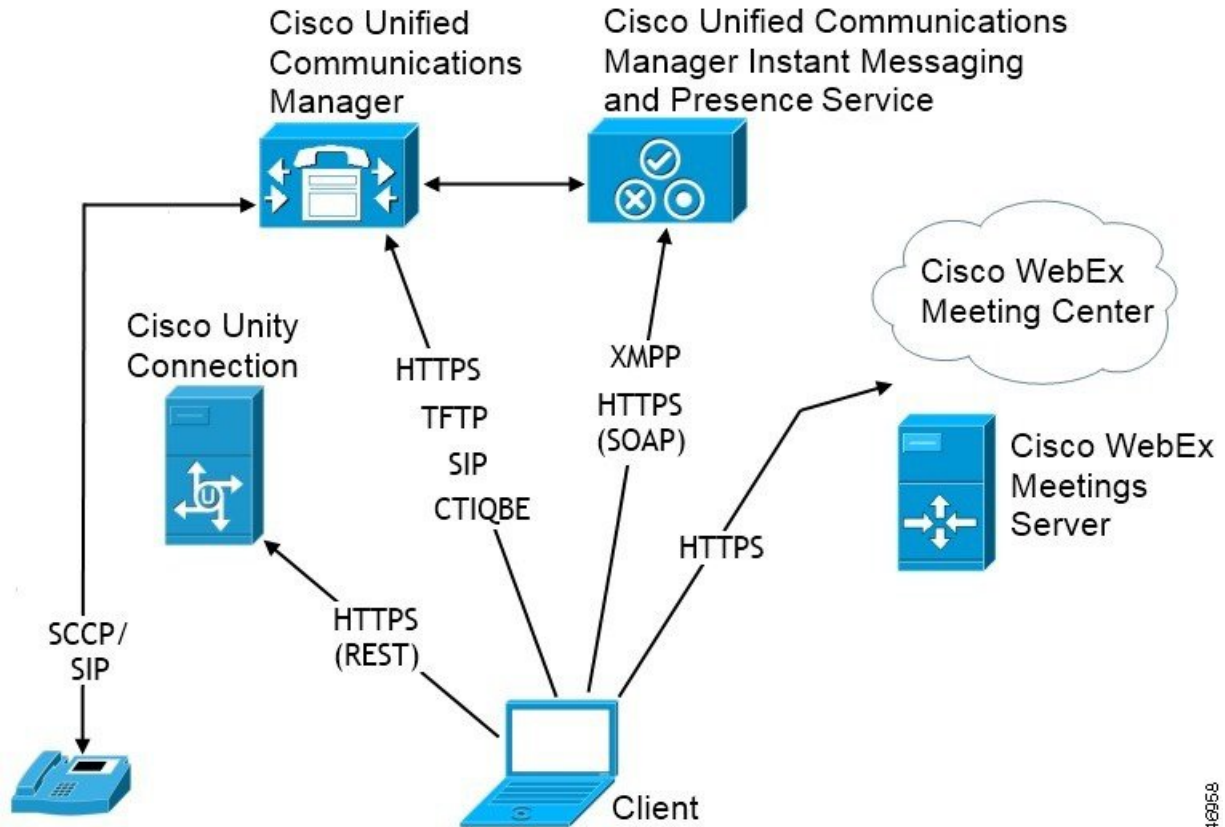 Cisco Unified
Communications
Manager
Cisco Unified Communications
Manager Instant Messaging
and Presence Service
Cisco WebEx
Meeting Center
Cisco Unity
Connection
HTTPS
TFTP
SIP
CTIQBE
XMPP
HTTPS
(SOAP)
Cisco WebEx
Meetings
Server
U
HTTPS
SCCP/
SIP
HTTPS
(REST)
Client